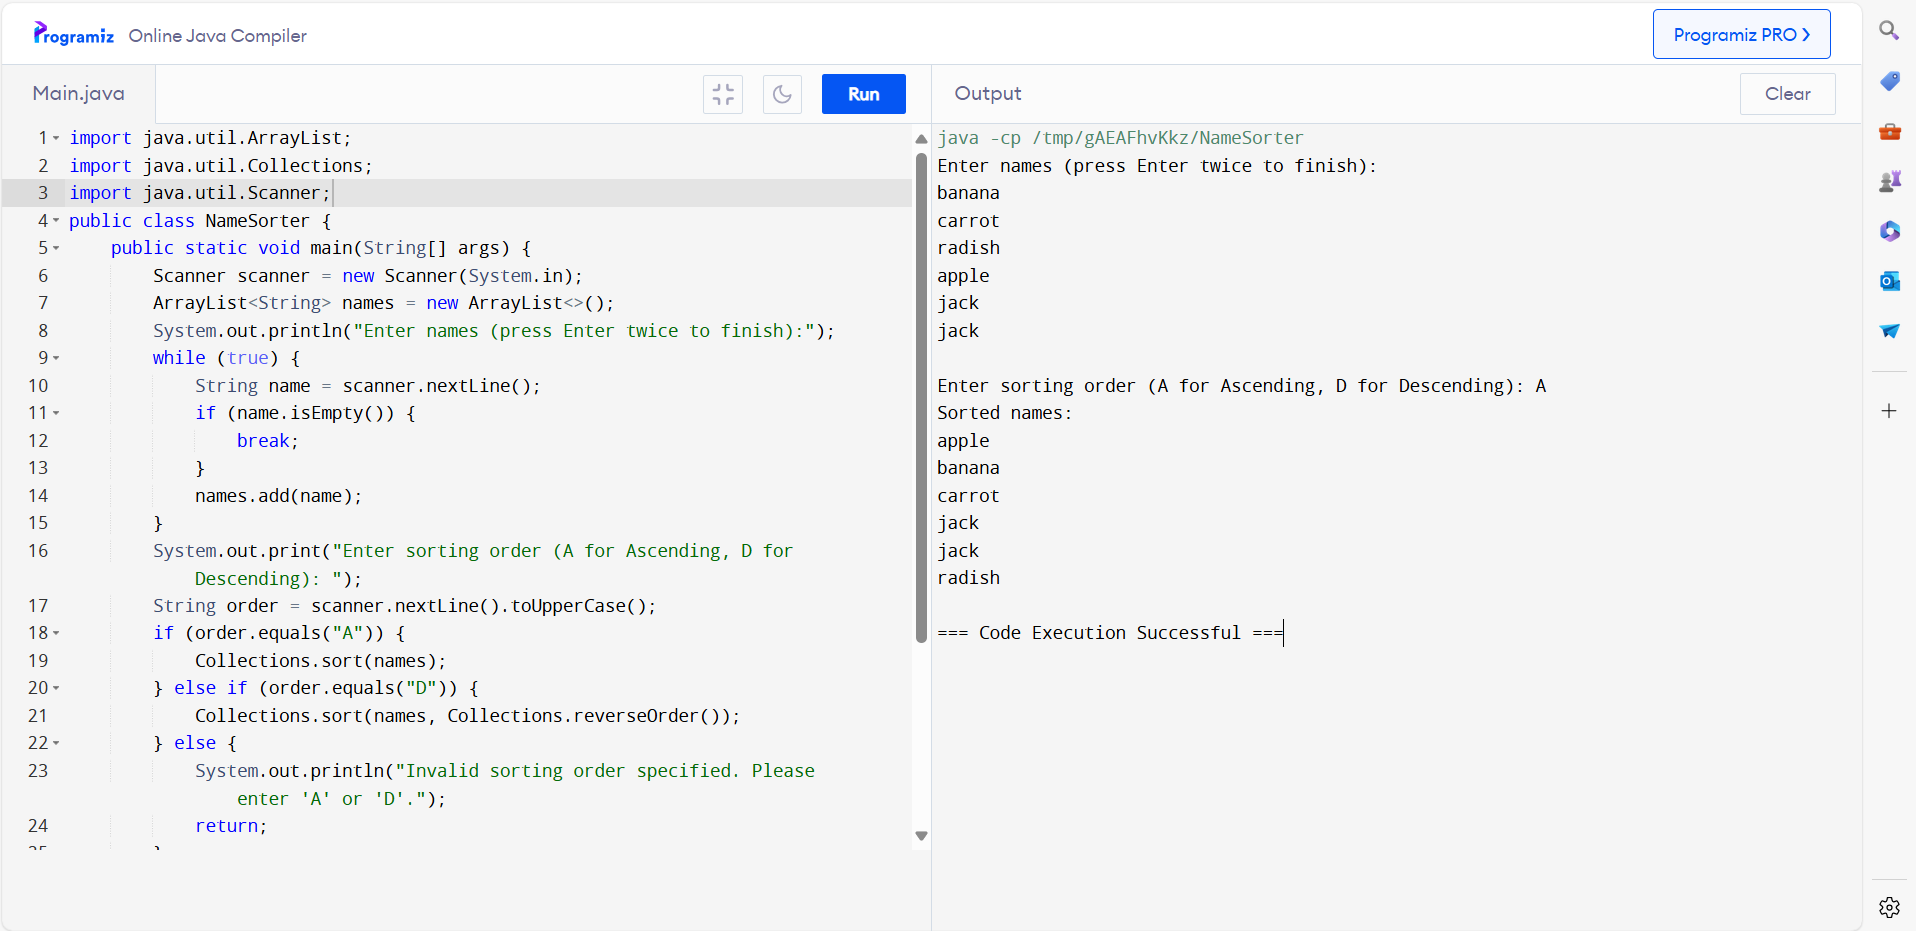 Programiz Online Java Compiler
Programiz PRO
Main.java
Run
1 import java.util.ArrayList;
2 import java.util.Collections;
3 import java.util.Scanner;
4 public class NameSorter {
5 public static void main(String[] args) {
6 Scanner scanner = new Scanner(System.in);
7 ArrayList<String> names = new ArrayList<>();
8 System.out.println("Enter names (press Enter twice to finish):");
9 while (true) {
10 String name = scanner.nextLine();
11 if (name.isEmpty()) {
12 break;
13 }
14 names.add(name);
15 }
16 System.out.print("Enter sorting order (A for Ascending, D for
Descending): ");
17 String order = scanner.nextLine().toUpperCase();
18 if (order.equals("A")) {
19 Collections.sort(names);
20 } else if (order.equals("D")) {
21 Collections.sort(names, Collections.reverseOrder());
22 } else {
23 System.out.println("Invalid sorting order specified. Please
enter 'A' or 'D'.");
24 return;
Output
Clear
java -cp /tmp/gAEAFhvKkz/NameSorter
Enter names (press Enter twice to finish):
banana
carrot
radish
apple
jack
jack
Enter sorting order (A for Ascending, D for Descending): A
Sorted names:
apple
banana
carrot
jack
jack
radish
=== Code Execution Successful ===